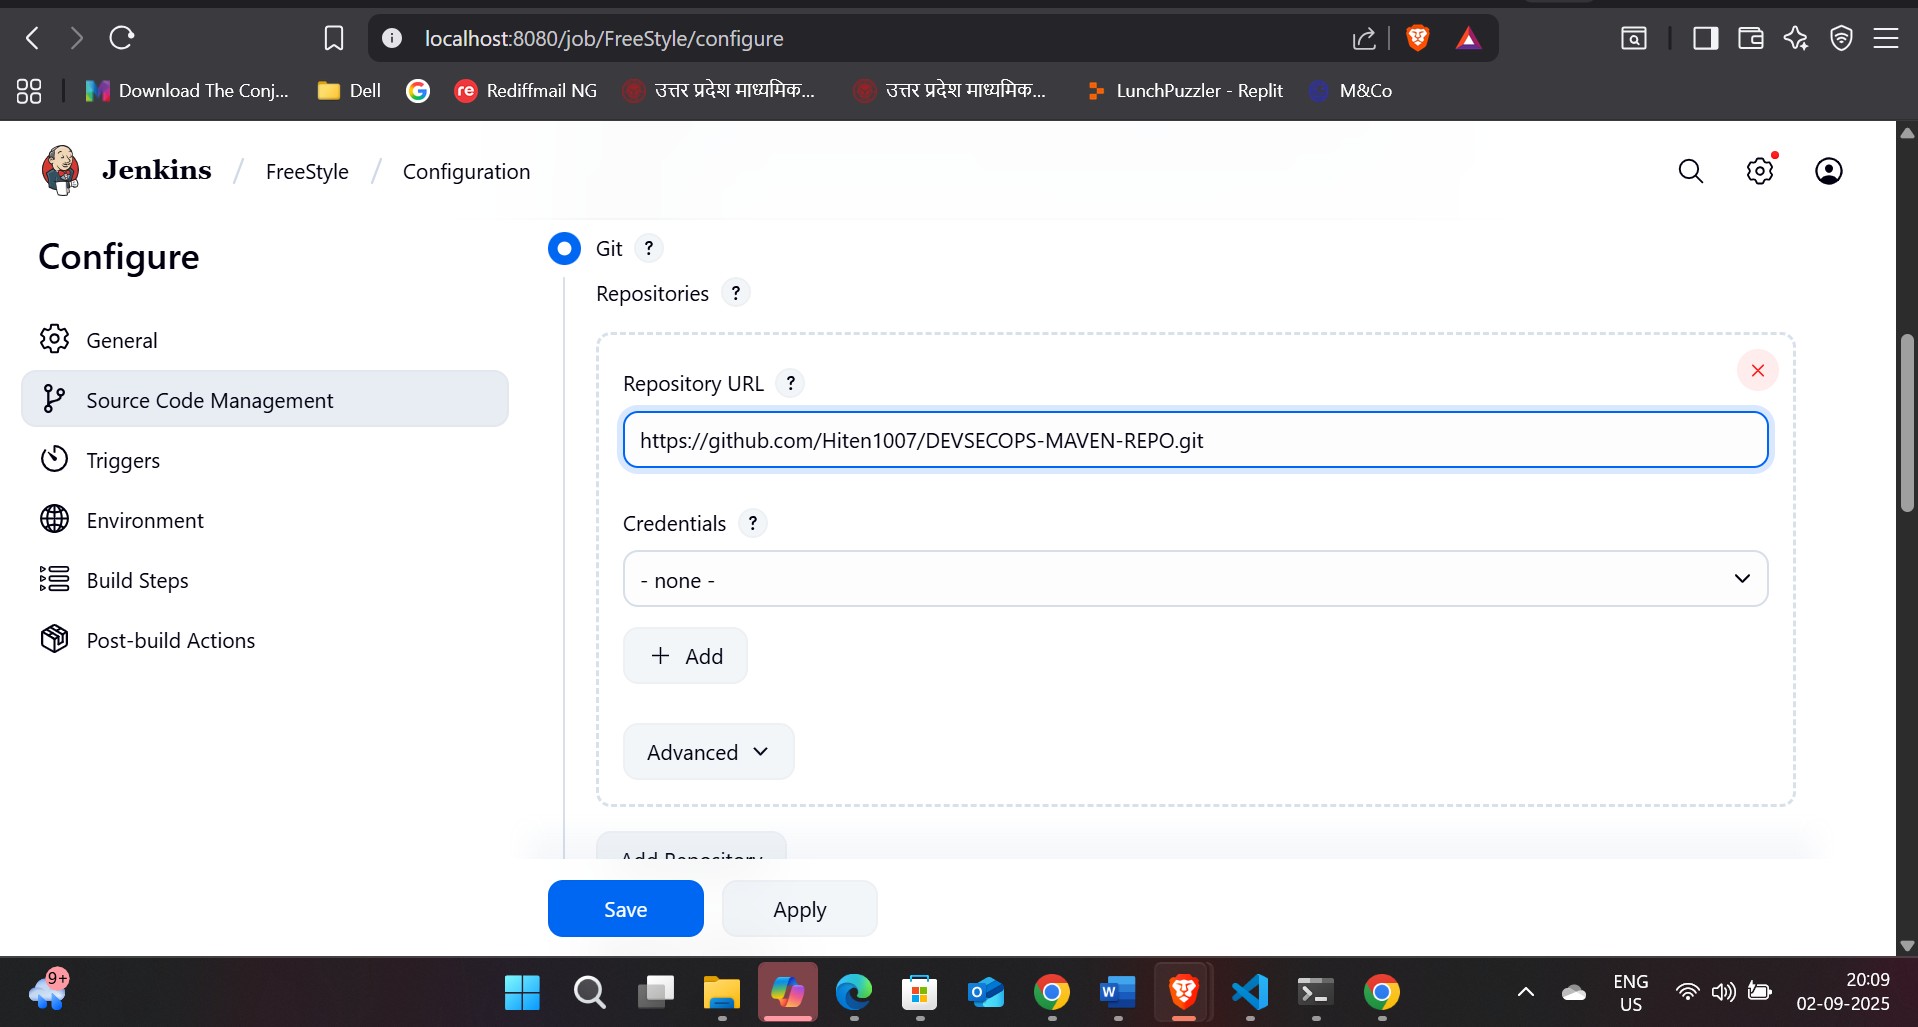 localhost:8080/job/FreeStyle/configure
Download The Conj... Dell Rediffmail NG उत्तर प्रदेश माध्यमिक... उत्तर प्रदेश माध्यमिक... LunchPuzzler - Replit M&Co
Jenkins / FreeStyle / Configuration
Configure
General
Source Code Management
Triggers
Environment
Build Steps
Post-build Actions
Git ?
Repositories ?
Repository URL ?
https://github.com/Hiten1007/DEVSECOPS-MAVEN-REPO.git
Credentials ?
- none -
+ Add
Advanced
Add Repository
Save Apply
9+
ENG
US
20:09
02-09-2025